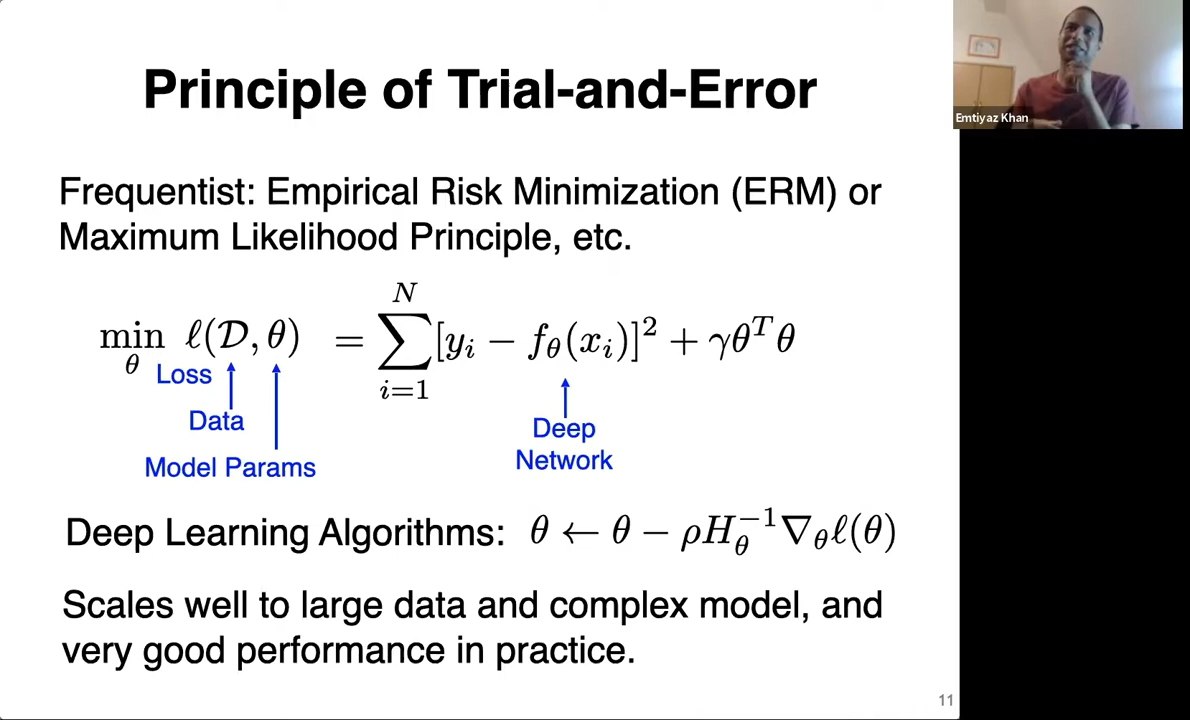 Principle of Trial-and-Error
Emtiyaz Khan
Frequentist: Empirical Risk Minimization (ERM) or
Maximum Likelihood Principle, etc.
min_θ ℓ(𝒟, θ) = ∑_{i=1}^{N} [y_i − f_θ(x_i)]² + γθ^T θ
Loss
Data
Model Params
Deep
Network
Deep Learning Algorithms: θ ← θ − ρH_θ^{−1}∇_θℓ(θ)
Scales well to large data and complex model, and
very good performance in practice.
11